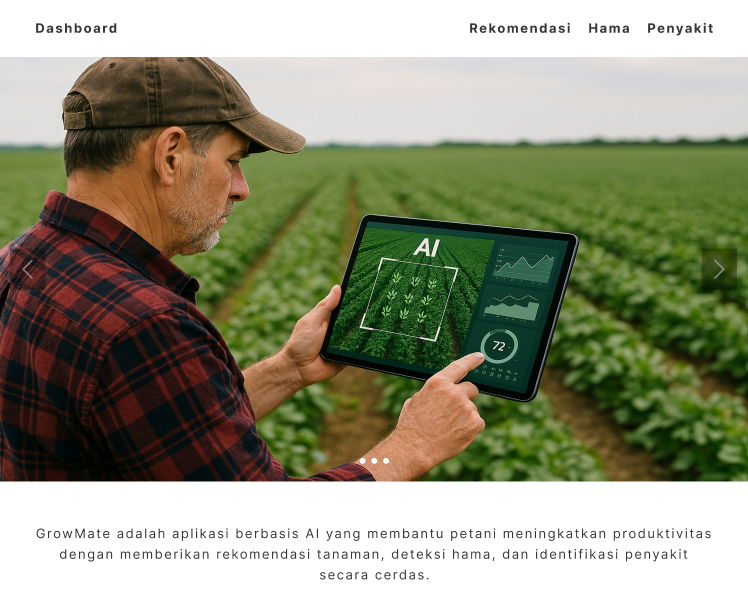 Dashboard
Rekomendasi Hama Penyakit
AI
72
GrowMate adalah aplikasi berbasis AI yang membantu petani meningkatkan produktivitas
dengan memberikan rekomendasi tanaman, deteksi hama, dan identifikasi penyakit
secara cerdas.